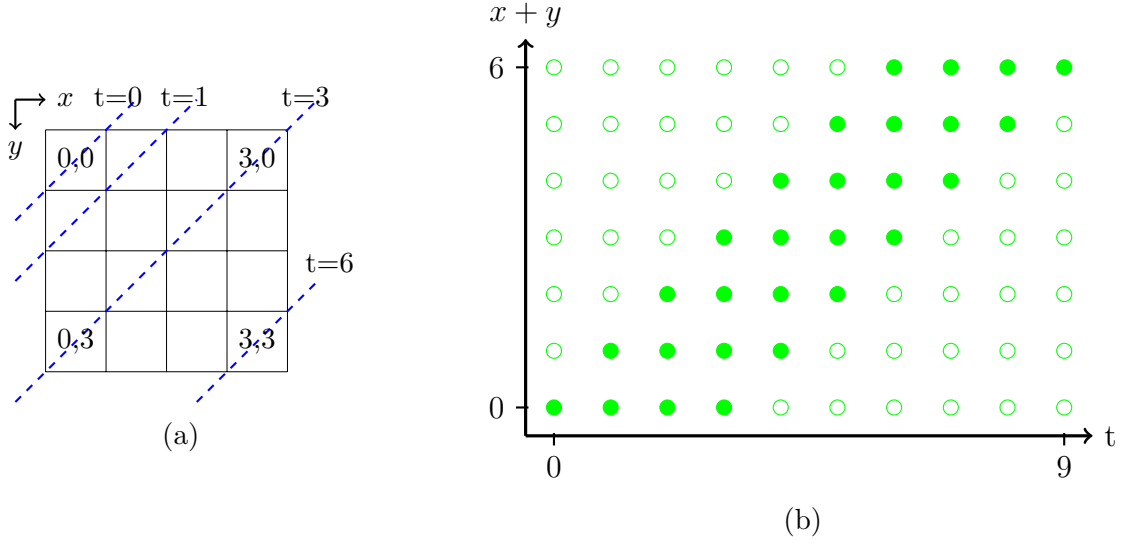 x t=0 t=1 t=3
y
0,0 3,0
t=6
0,3 3,3
(a)
x + y
6
0
t
0 9
(b)